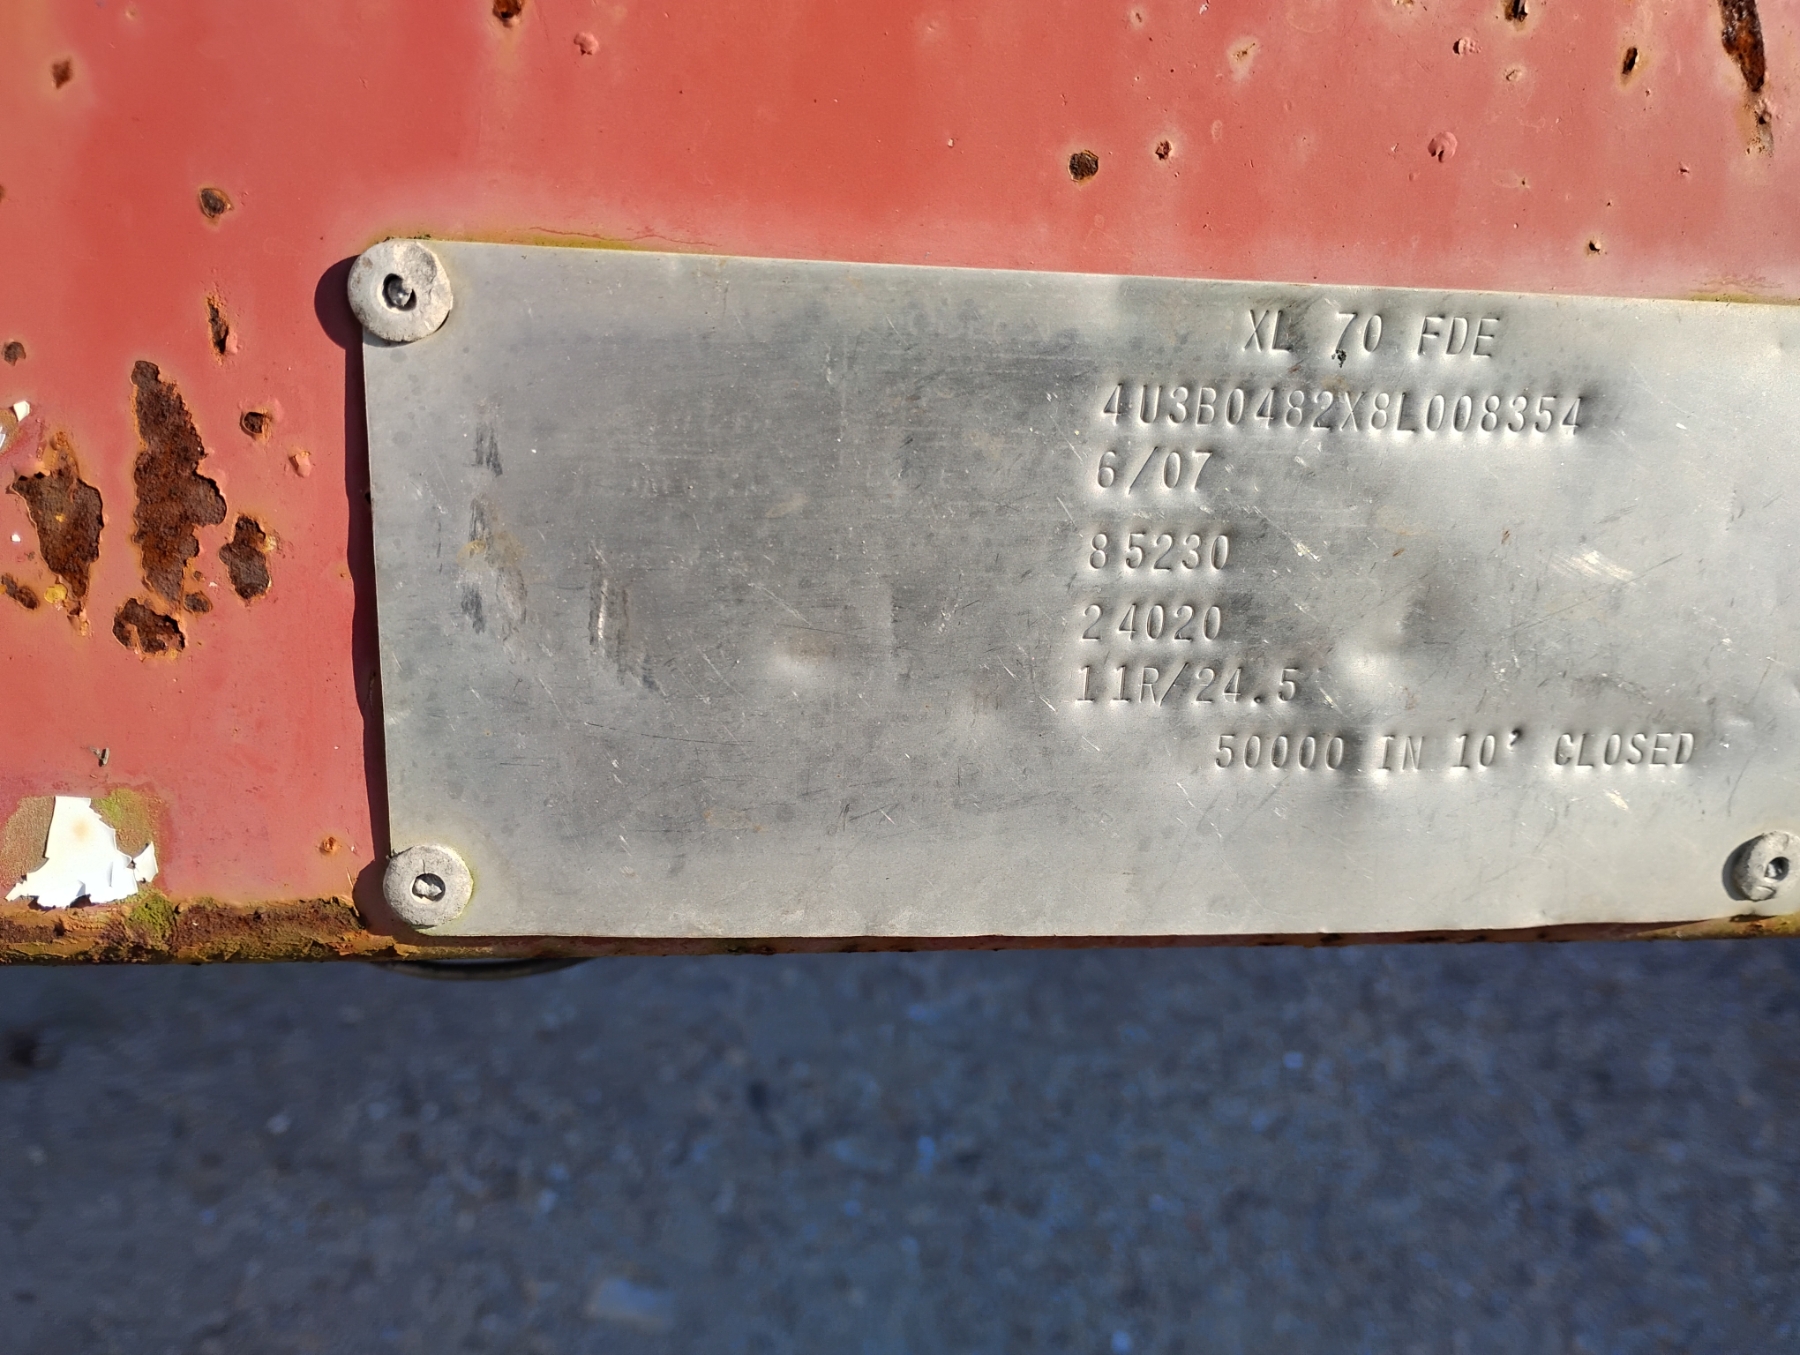 XL 70 FDE
4U3B0482X8L008354
6/07
85230
24020
11R/24.5
50000 IN 10' CLOSED